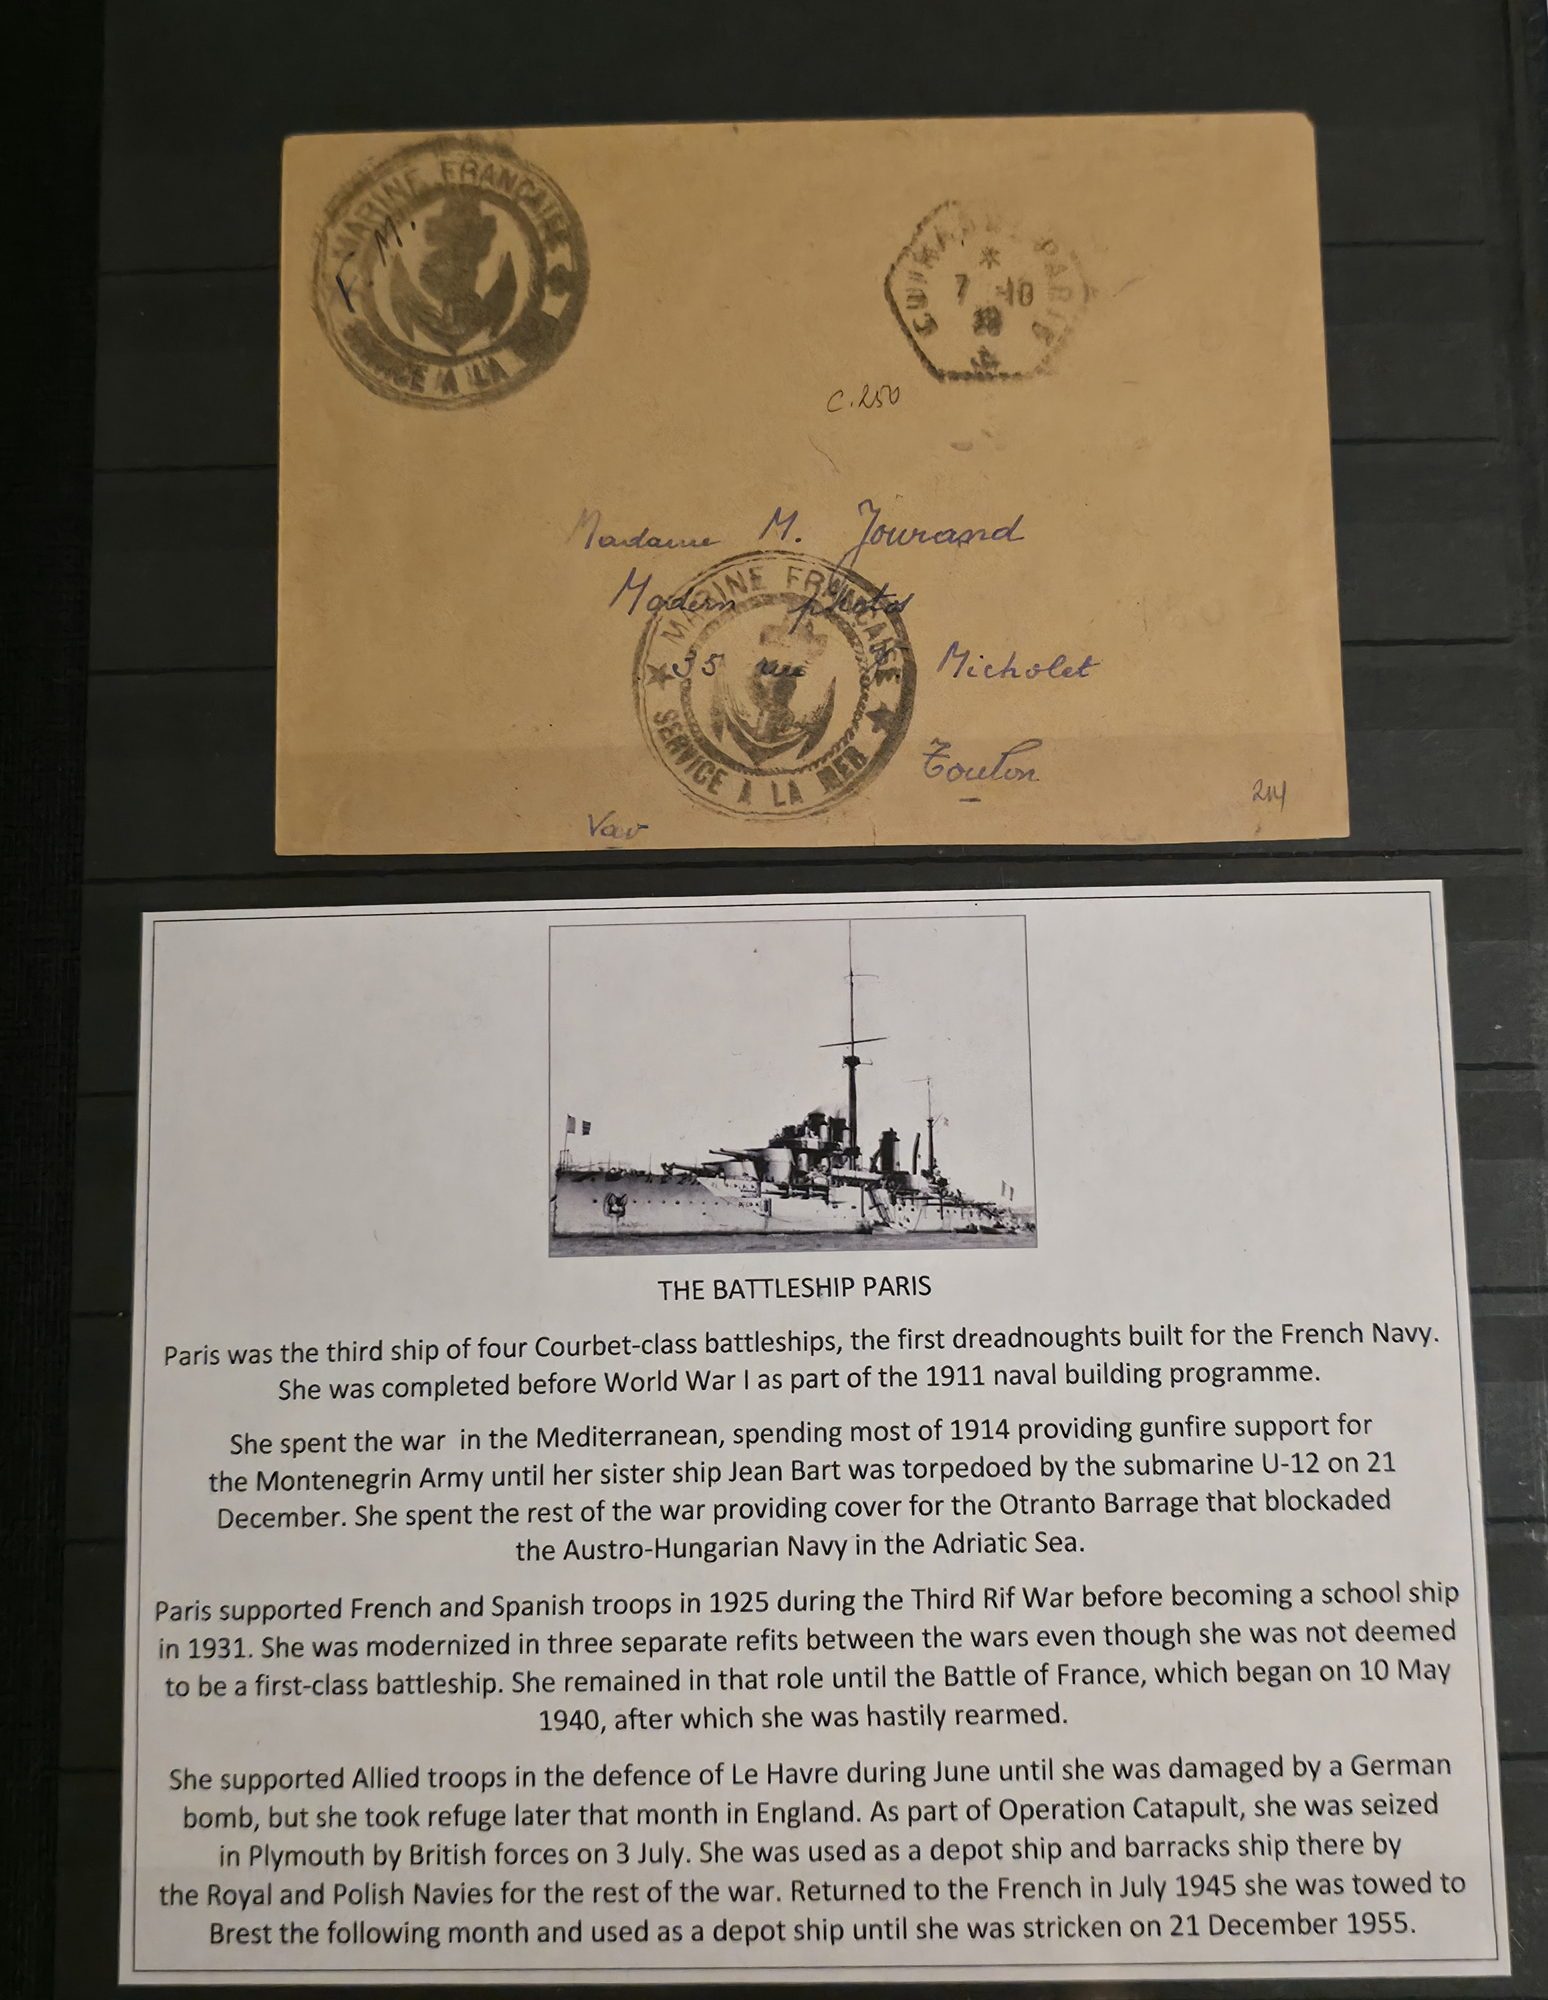 MARINE FRANÇAISE
F. M.
SERVICE A LA
CUIRASSE PARIS
7 -10
C.250
Madame M. Jourand
Modern photos
35 rue Micholet
Toulon
MARINE FRANÇAISE
SERVICE À LA MER
Var
214
THE BATTLESHIP PARIS
Paris was the third ship of four Courbet-class battleships, the first dreadnoughts built for the French Navy.
She was completed before World War I as part of the 1911 naval building programme.
She spent the war in the Mediterranean, spending most of 1914 providing gunfire support for
the Montenegrin Army until her sister ship Jean Bart was torpedoed by the submarine U-12 on 21
December. She spent the rest of the war providing cover for the Otranto Barrage that blockaded
the Austro-Hungarian Navy in the Adriatic Sea.
Paris supported French and Spanish troops in 1925 during the Third Rif War before becoming a school ship
in 1931. She was modernized in three separate refits between the wars even though she was not deemed
to be a first-class battleship. She remained in that role until the Battle of France, which began on 10 May
1940, after which she was hastily rearmed.
She supported Allied troops in the defence of Le Havre during June until she was damaged by a German
bomb, but she took refuge later that month in England. As part of Operation Catapult, she was seized
in Plymouth by British forces on 3 July. She was used as a depot ship and barracks ship there by
the Royal and Polish Navies for the rest of the war. Returned to the French in July 1945 she was towed to
Brest the following month and used as a depot ship until she was stricken on 21 December 1955.